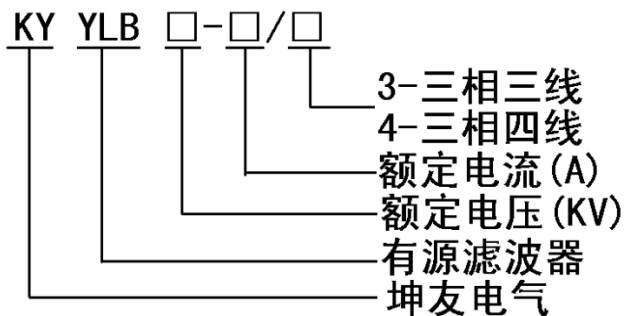 KY YLB □-□/□
3-三相三线
4-三相四线
额定电流(A)
额定电压(KV)
有源滤波器
坤友电气